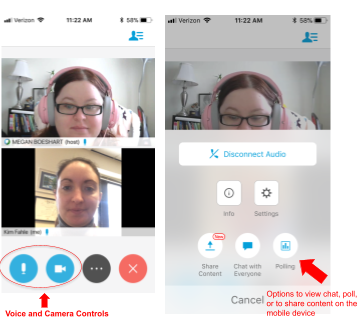 Verizon 11:22 AM 58%
MEGAN BOESHART (host)
Kim Fahle (me)
Voice and Camera Controls
Verizon 11:22 AM 58%
Disconnect Audio
Info Settings
New
Share Content
Chat with Everyone
Polling
Cancel
Options to view chat, poll,
or to share content on the
mobile device